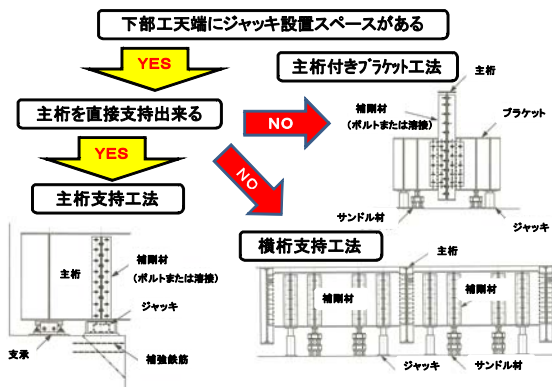 下部工天端にジャッキ設置スペースがある
YES
主桁付きブラケット工法
主桁を直接支持出来る
NO
主桁
補剛材
(ボルトまたは溶接)
ブラケット
サンドル材
ジャッキ
YES
NO
主桁支持工法
主桁
補剛材
(ボルトまたは溶接)
ジャッキ
支承
補強鉄筋
横桁支持工法
主桁
補剛材
補剛材
ジャッキ
サンドル材